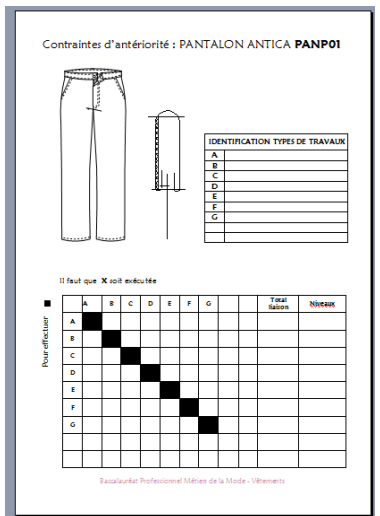 Contraintes d'antériorité : PANTALON ANTICA PANP01
IDENTIFICATION TYPES DE TRAVAUX
A
B
C
D
E
F
G
Il faut que X soit exécutée
A B C D E F G Total Saison Niveaux
Pour effectuer
A
B
C
D
E
F
G
Baccalauréat Professionnel Métiers de la Mode - Vêtements